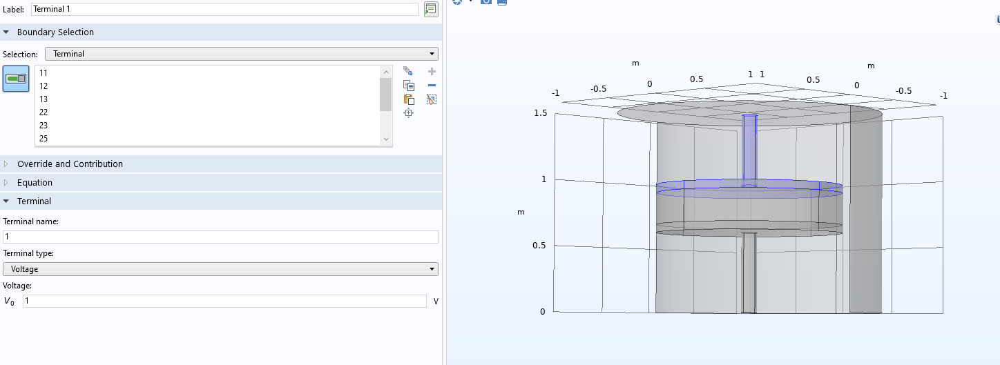 Label: Terminal 1
Boundary Selection
Selection: Terminal
11
12
13
22
23
25
Override and Contribution
Equation
Terminal
Terminal name:
1
Terminal type:
Voltage
Voltage:
V0 1 V
m
m
-1 -0.5 0 0.5 1 1 0.5 0 -0.5 -1
1.5
1
m
0.5
0